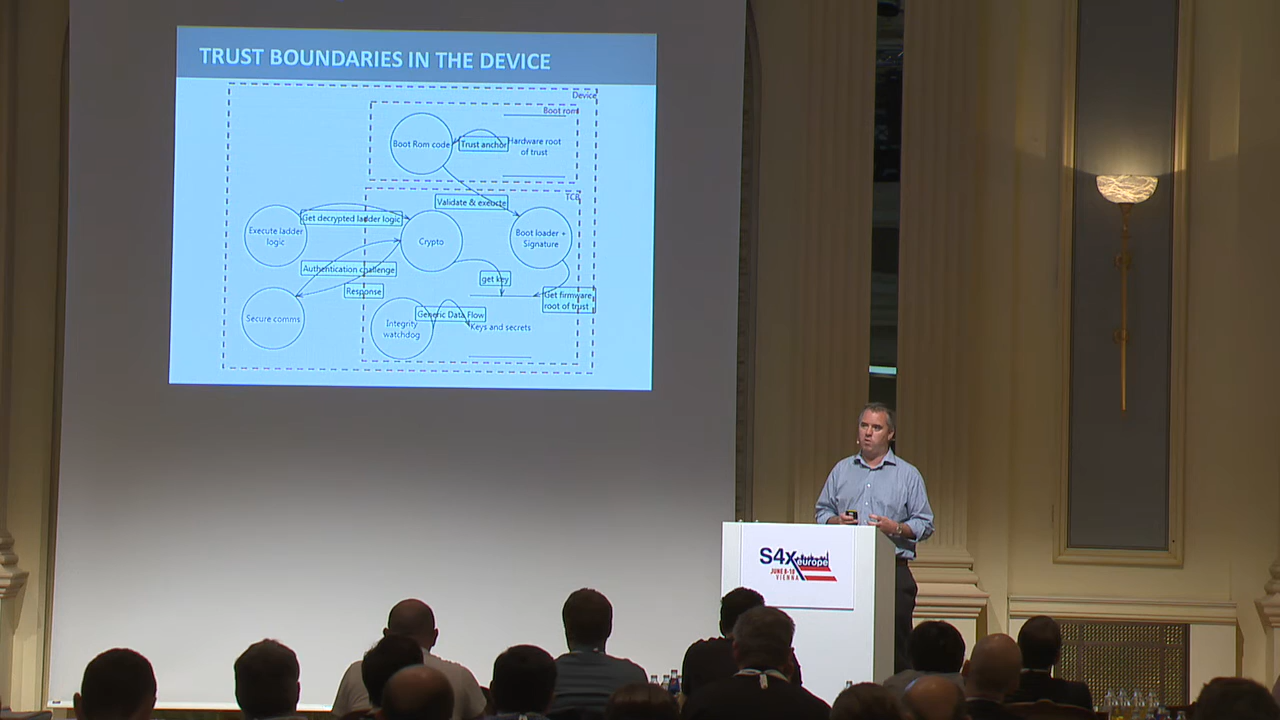 TRUST BOUNDARIES IN THE DEVICE
Device
Boot rom
Boot Rom code
Trust anchor
Hardware root
of trust
TCB
Validate & exeucte
Get decrypted ladder logic
Execute ladder
logic
Crypto
Boot loader +
Signature
Authentication challenge
get key
Response
Get firmware
root of trust
Secure comms
Generic Data Flow
Integrity
watchdog
Keys and secrets
S4x
europe
JUNE 9-10
VIENNA